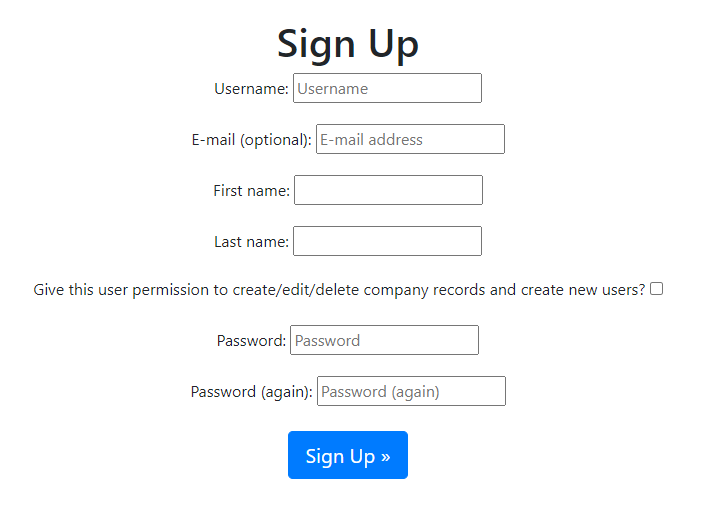 Sign Up
Username: Username
E-mail (optional): E-mail address
First name:
Last name:
Give this user permission to create/edit/delete company records and create new users?
Password: Password
Password (again): Password (again)
Sign Up »